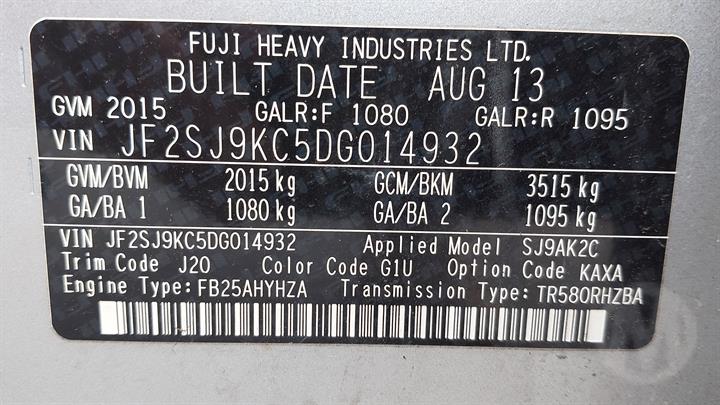 FUJI HEAVY INDUSTRIES LTD.
BUILT DATE AUG 13
GVM 2015 GALR:F 1080 GALR:R 1095
VIN JF2SJ9KC5DG014932
GVM/BVM 2015 kg GCM/BKM 3515 kg
GA/BA 1 1080 kg GA/BA 2 1095 kg
VIN JF2SJ9KC5DG014932 Applied Model SJ9AK2C
Trim Code J20 Color Code G1U Option Code KAXA
Engine Type:FB25AHYHZA Transmission Type:TR580RHZBA